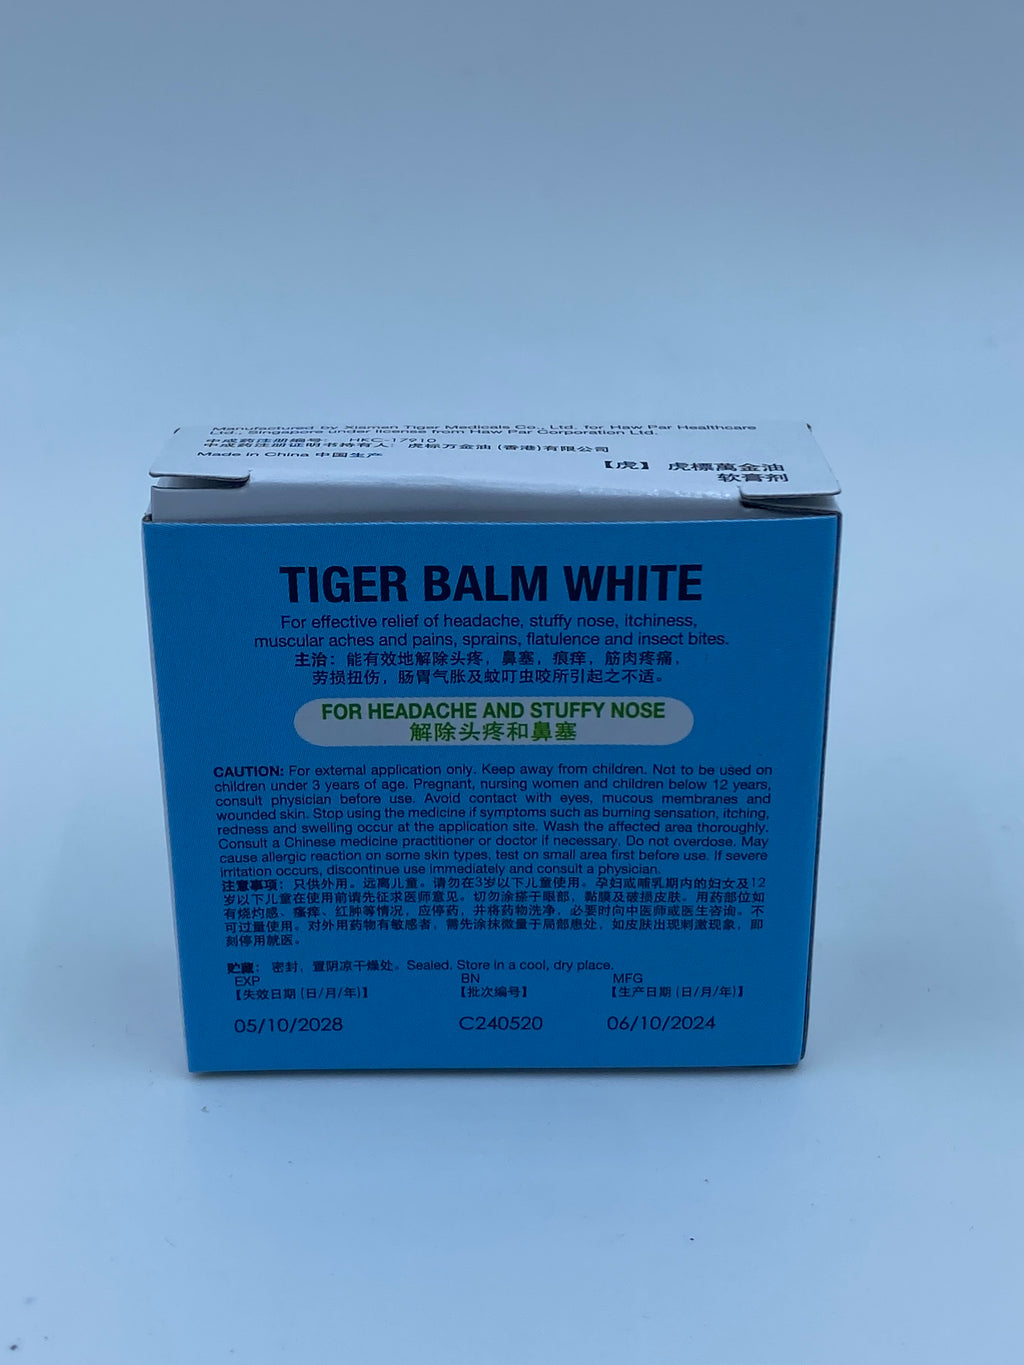 Manufactured by Xiamen Tiger Medicals Co., Ltd. for Haw Par Healthcare
Ltd., Singapore under license from Haw Par Corporation Ltd.
中成药注册编号： HKC-17910
中成药注册证明书持有人：虎标万金油 (香港)有限公司
Made in China 中国生产
【虎】 虎標萬金油
软膏剂
TIGER BALM WHITE
For effective relief of headache, stuffy nose, itchiness,
muscular aches and pains, sprains, flatulence and insect bites.
主治：能有效地解除头疼，鼻塞，痕痒，筋肉疼痛，
劳损扭伤，肠胃气胀及蚊叮虫咬所引起之不适。
FOR HEADACHE AND STUFFY NOSE
解除头疼和鼻塞
CAUTION: For external application only. Keep away from children. Not to be used on
children under 3 years of age. Pregnant, nursing women and children below 12 years,
consult physician before use. Avoid contact with eyes, mucous membranes and
wounded skin. Stop using the medicine if symptoms such as burning sensation, itching,
redness and swelling occur at the application site. Wash the affected area thoroughly.
Consult a Chinese medicine practitioner or doctor if necessary. Do not overdose. May
cause allergic reaction on some skin types, test on small area first before use. If severe
irritation occurs, discontinue use immediately and consult a physician.
注意事项：只供外用。远离儿童。请勿在3岁以下儿童使用。孕妇或哺乳期内的妇女及12
岁以下儿童在使用前请先征求医师意见。切勿涂搽于眼部，黏膜及破损皮肤。用药部位如
有烧灼感、瘙痒、红肿等情况，应停药，并将药物洗净，必要时向中医师或医生咨询。不
可过量使用。对外用药物有敏感者，需先涂抹微量于局部患处，如皮肤出现刺激现象，即
刻停用就医。
贮藏：密封，置阴凉干燥处。Sealed. Store in a cool, dry place.
EXP BN MFG
【失效日期 (日/月/年)】 【批次编号】 【生产日期 (日/月/年)】
05/10/2028 C240520 06/10/2024